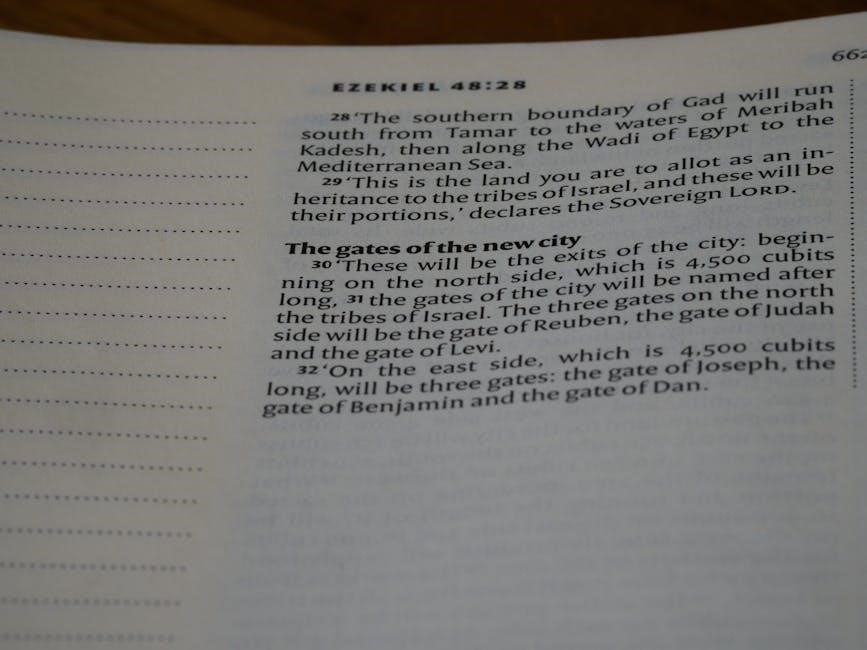 EZEKIEL 48:28
662
28‘The southern boundary of Gad will run
south from Tamar to the waters of Meribah
Kadesh, then along the Wadi of Egypt to the
Mediterranean Sea.
29‘This is the land you are to allot as an in-
heritance to the tribes of Israel, and these will be
their portions,’ declares the Sovereign LORD.
The gates of the new city
30‘These will be the exits of the city: begin-
ning on the north side, which is 4,500 cubits
long, 31 the gates of the city will be named after
the tribes of Israel. The three gates on the north
side will be the gate of Reuben, the gate of Judah
and the gate of Levi.
32‘On the east side, which is 4,500 cubits
long, will be three gates: the gate of Joseph, the
gate of Benjamin and the gate of Dan.